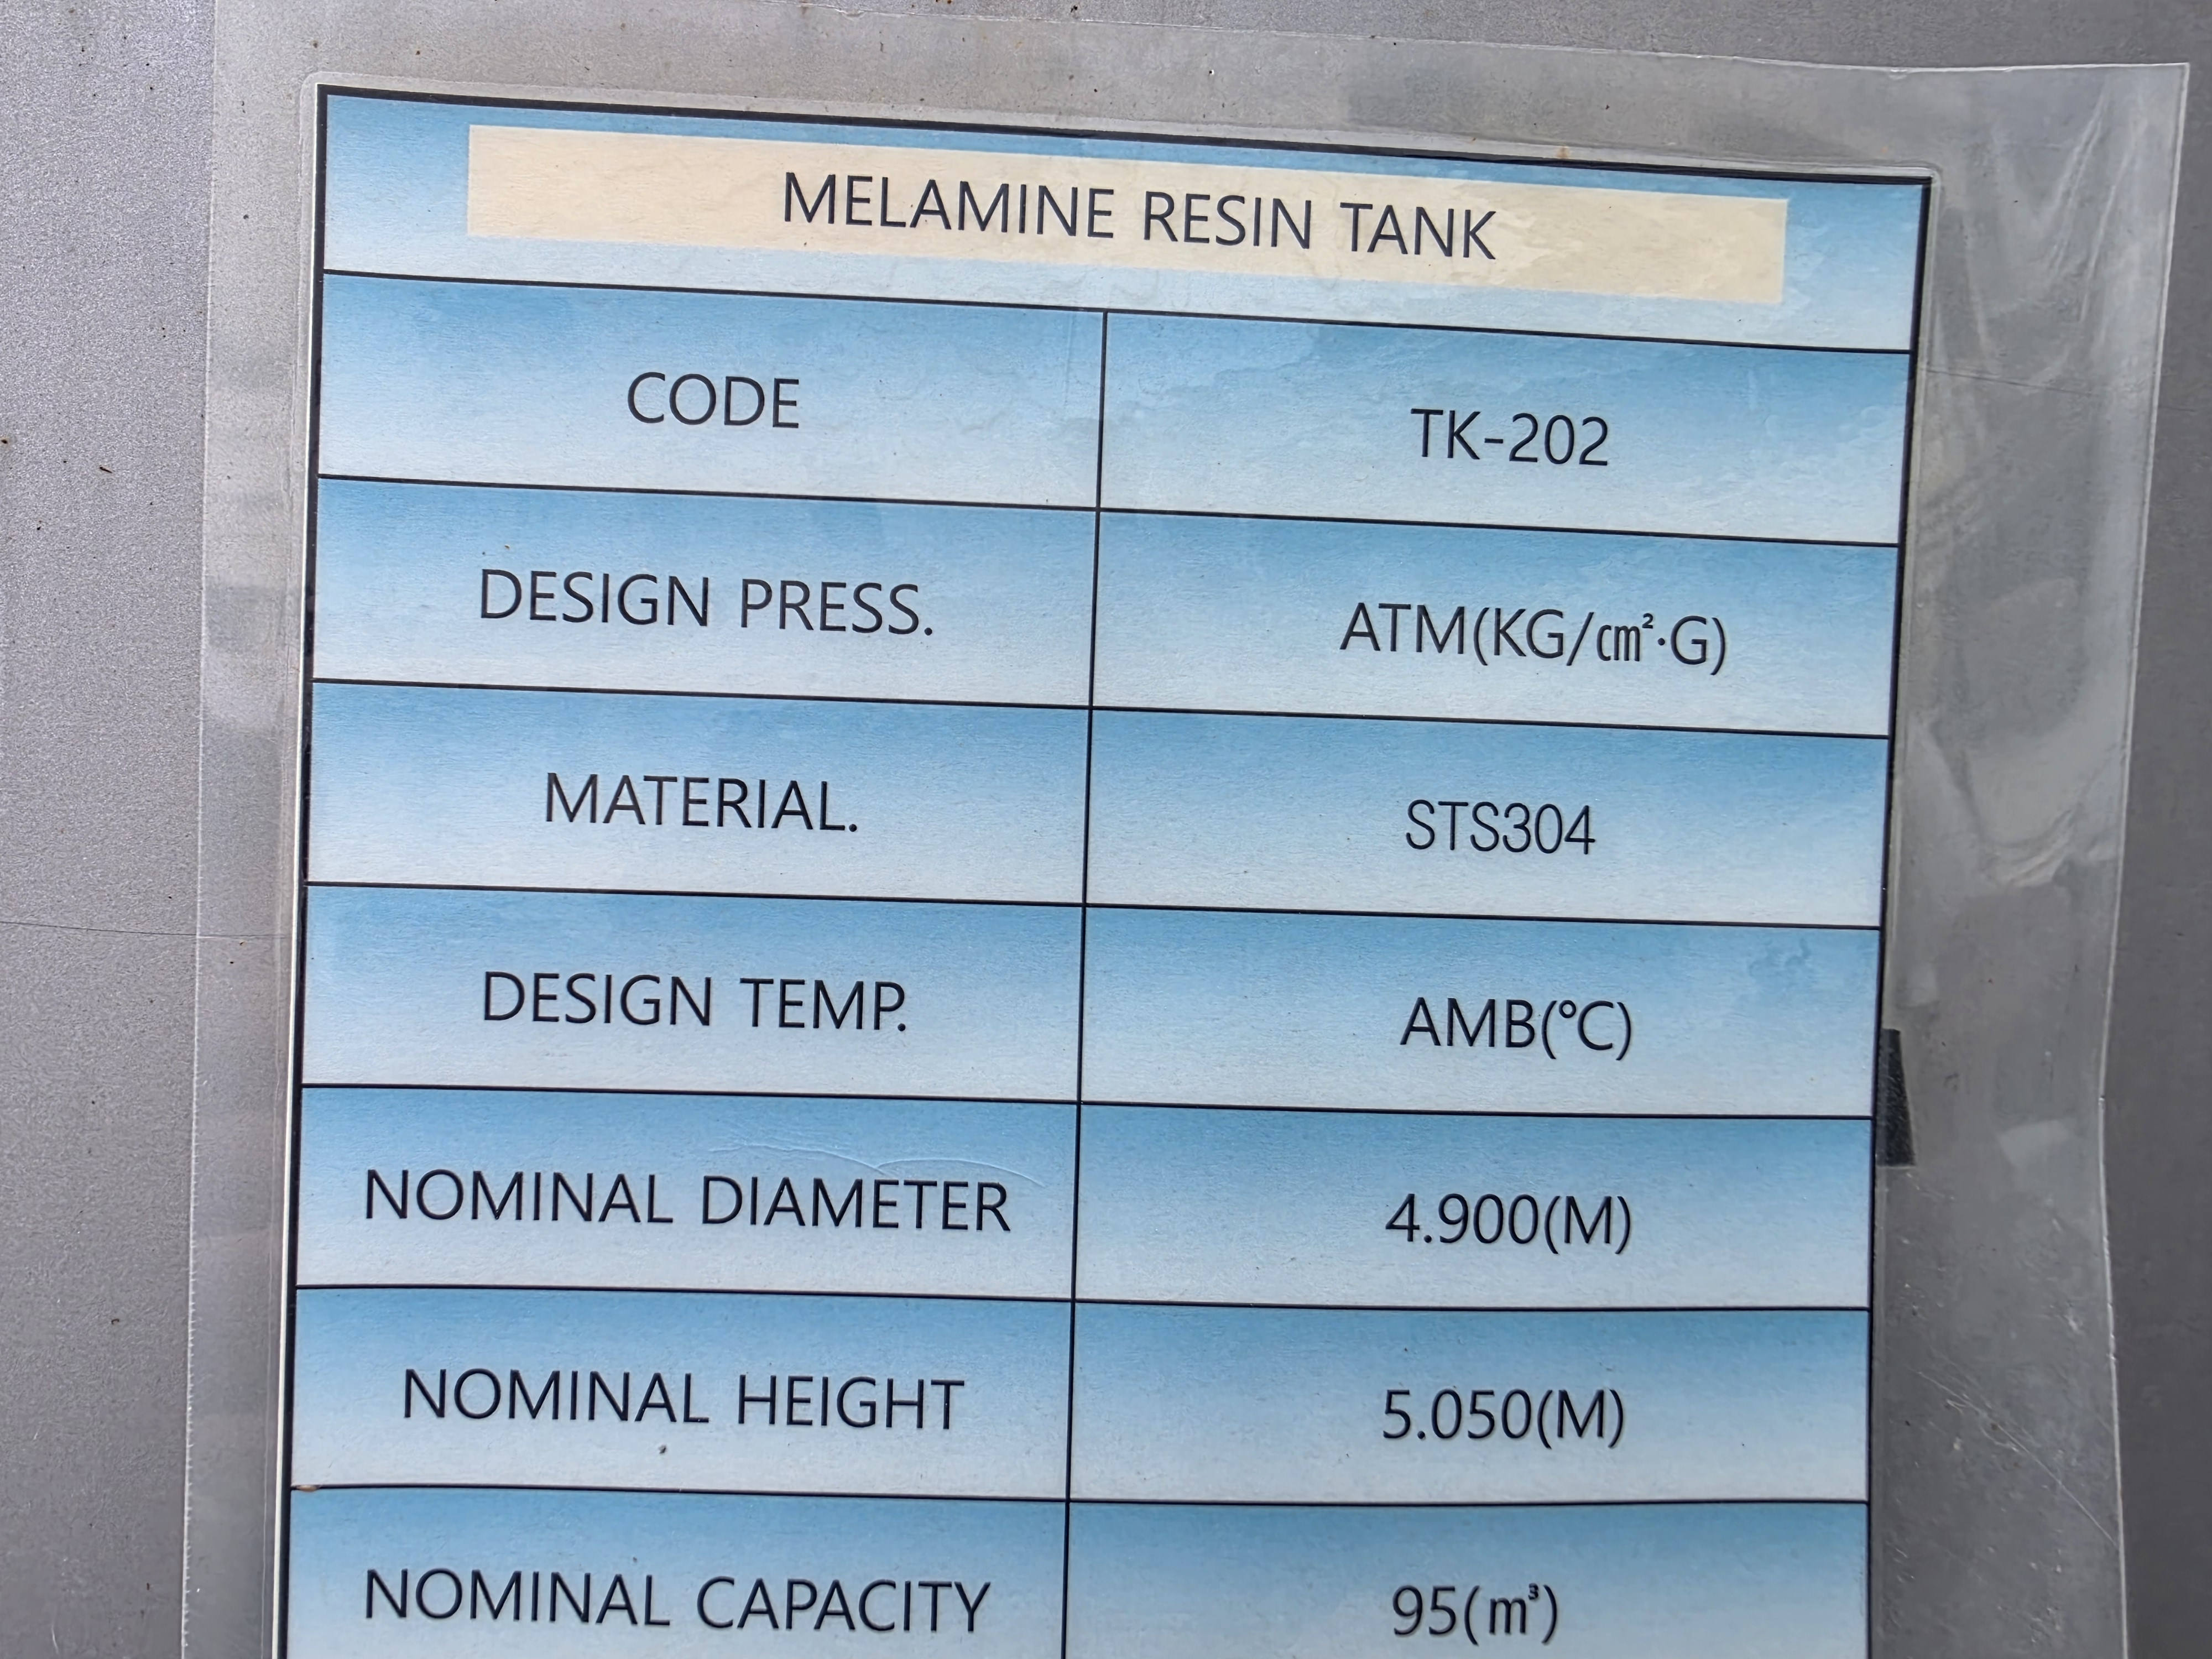 MELAMINE RESIN TANK
CODE TK-202
DESIGN PRESS. ATM(KG/㎠·G)
MATERIAL. STS304
DESIGN TEMP. AMB(℃)
NOMINAL DIAMETER 4.900(M)
NOMINAL HEIGHT 5.050(M)
NOMINAL CAPACITY 95(㎥)